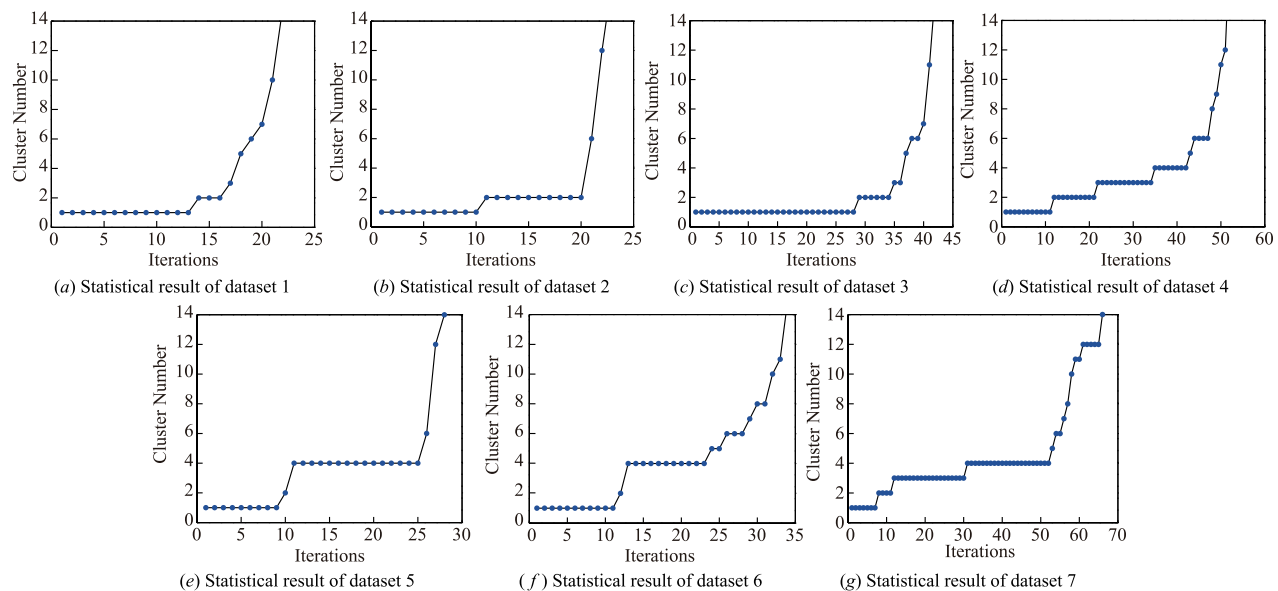 14
12
10
8
6
4
2
0
Cluster Number
0 5 10 15 20 25
Iterations
(a) Statistical result of dataset 1
14
12
10
8
6
4
2
0
Cluster Number
0 5 10 15 20 25
Iterations
(b) Statistical result of dataset 2
14
12
10
8
6
4
2
0
Cluster Number
0 5 10 15 20 25 30 35 40 45
Iterations
(c) Statistical result of dataset 3
14
12
10
8
6
4
2
0
Cluster Number
0 10 20 30 40 50 60
Iterations
(d) Statistical result of dataset 4
14
12
10
8
6
4
2
0
Cluster Number
0 5 10 15 20 25 30
Iterations
(e) Statistical result of dataset 5
14
12
10
8
6
4
2
0
Cluster Number
0 5 10 15 20 25 30 35
Iterations
(f) Statistical result of dataset 6
14
12
10
8
6
4
2
0
Cluster Number
0 10 20 30 40 50 60 70
Iterations
(g) Statistical result of dataset 7